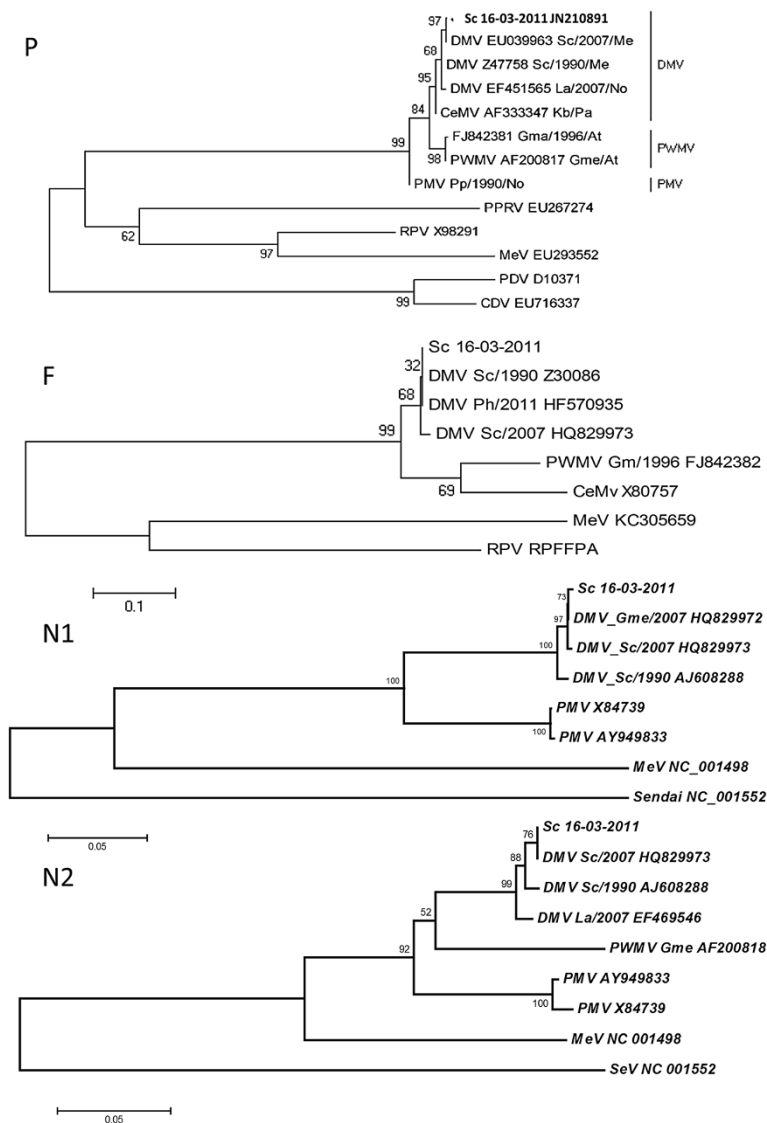 P
97
Sc 16-03-2011 JN210891
DMV EU039963 Sc/2007/Me
68
DMV Z47758 Sc/1990/Me
DMV
95
DMV EF451565 La/2007/No
84
CeMV AF333347 Kb/Pa
99
FJ842381 Gma/1996/At
PWMV
98
PWMV AF200817 Gme/At
PMV Pp/1990/No
PMV
PPRV EU267274
62
RPV X98291
97
MeV EU293552
PDV D10371
99
CDV EU716337
F
Sc 16-03-2011
32
DMV Sc/1990 Z30086
68
DMV Ph/2011 HF570935
99
DMV Sc/2007 HQ829973
PWMV Gm/1996 FJ842382
69
CeMv X80757
MeV KC305659
RPV RPFFPA
0.1
N1
73
Sc 16-03-2011
97
DMV_Gme/2007 HQ829972
100
DMV_Sc/2007 HQ829973
DMV_Sc/1990 AJ608288
100
PMV X84739
100
PMV AY949833
MeV NC_001498
Sendai NC_001552
0.05
N2
76
Sc 16-03-2011
88
DMV Sc/2007 HQ829973
99
DMV Sc/1990 AJ608288
52
DMV La/2007 EF469546
92
PWMV Gme AF200818
PMV AY949833
100
PMV X84739
MeV NC 001498
SeV NC 001552
0.05